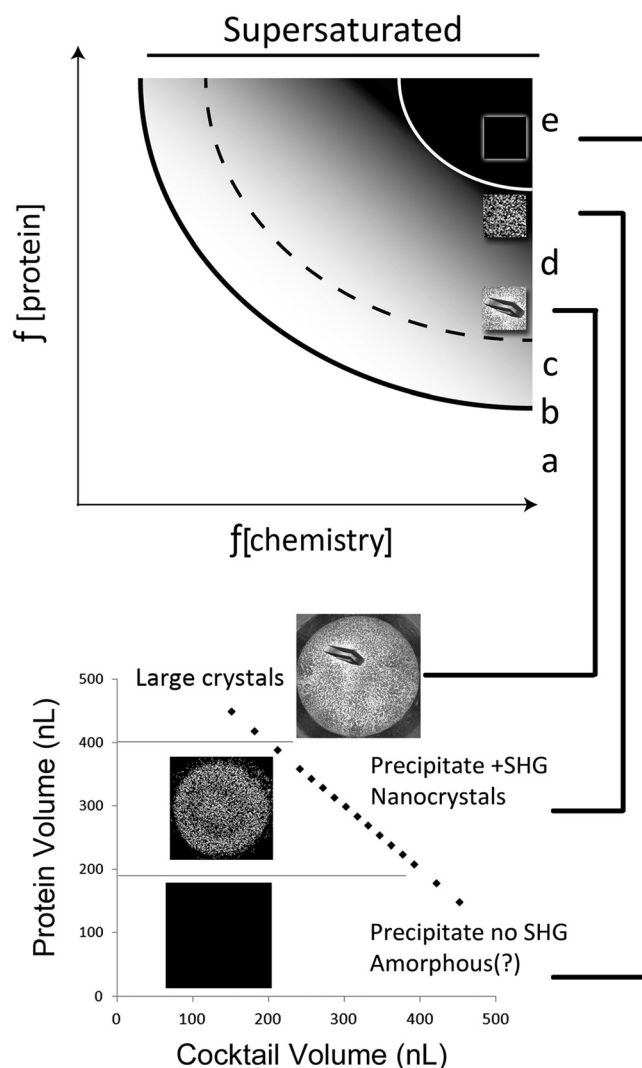 Supersaturated
ƒ[protein]
e
d
c
b
a
ƒ[chemistry]
Protein Volume (nL)
500
400
300
200
100
0
Large crystals
Precipitate +SHG
Nanocrystals
Precipitate no SHG
Amorphous(?)
0 100 200 300 400 500
Cocktail Volume (nL)